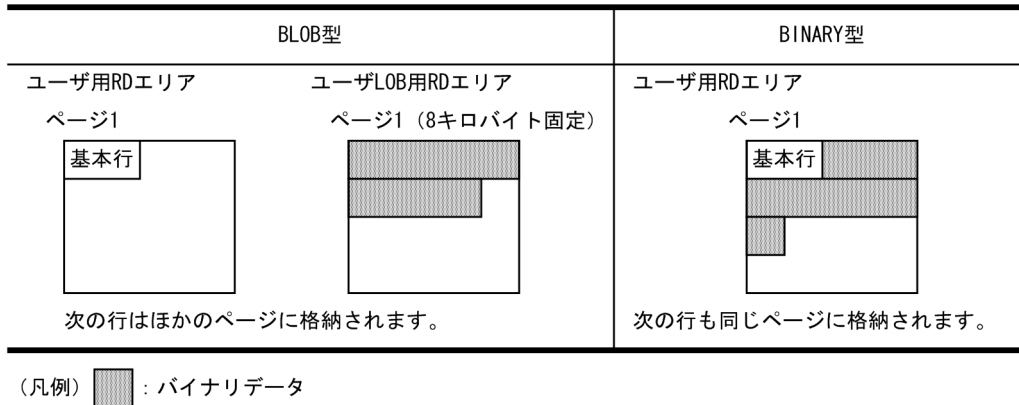 BLOB型
BINARY型
ユーザ用RDエリア
ユーザLOB用RDエリア
ユーザ用RDエリア
ページ1
ページ1（8キロバイト固定）
ページ1
基本行
基本行
次の行はほかのページに格納されます。
次の行も同じページに格納されます。
（凡例）
：バイナリデータ